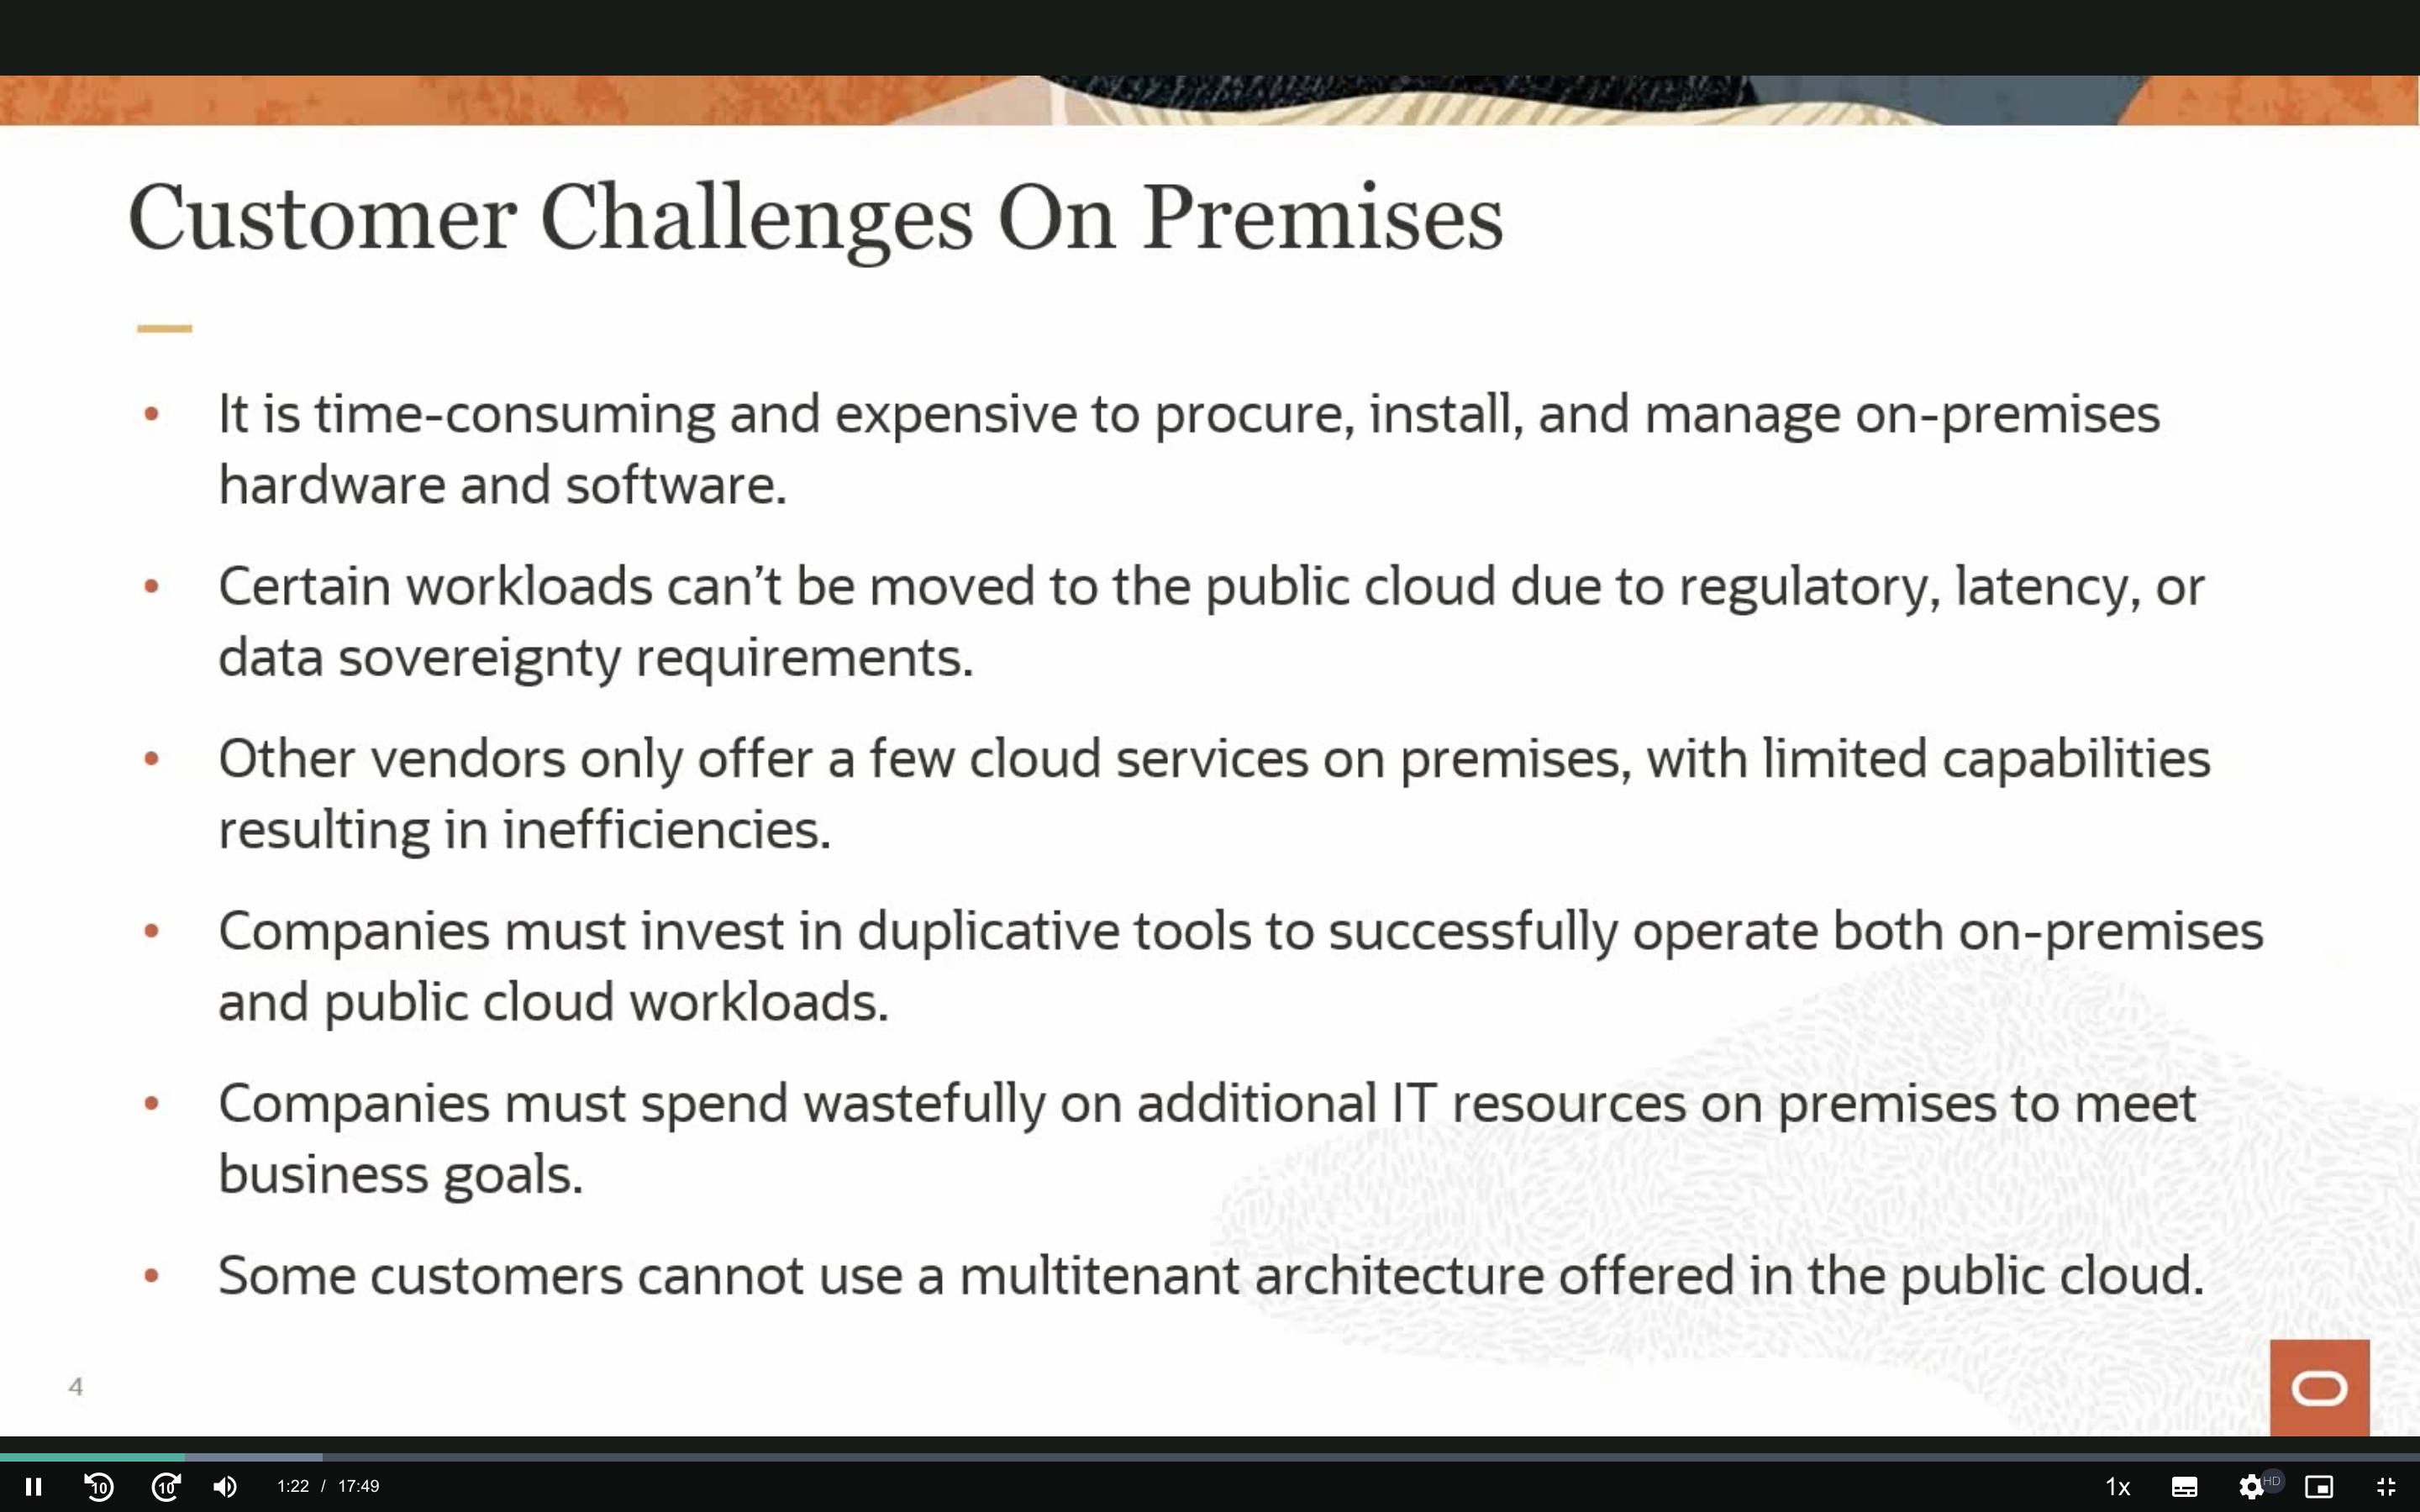 Customer Challenges On Premises
• It is time-consuming and expensive to procure, install, and manage on-premises
hardware and software.
• Certain workloads can’t be moved to the public cloud due to regulatory, latency, or
data sovereignty requirements.
• Other vendors only offer a few cloud services on premises, with limited capabilities
resulting in inefficiencies.
• Companies must invest in duplicative tools to successfully operate both on-premises
and public cloud workloads.
• Companies must spend wastefully on additional IT resources on premises to meet
business goals.
• Some customers cannot use a multitenant architecture offered in the public cloud.
4
10 10 1:22 / 17:49 1x HD